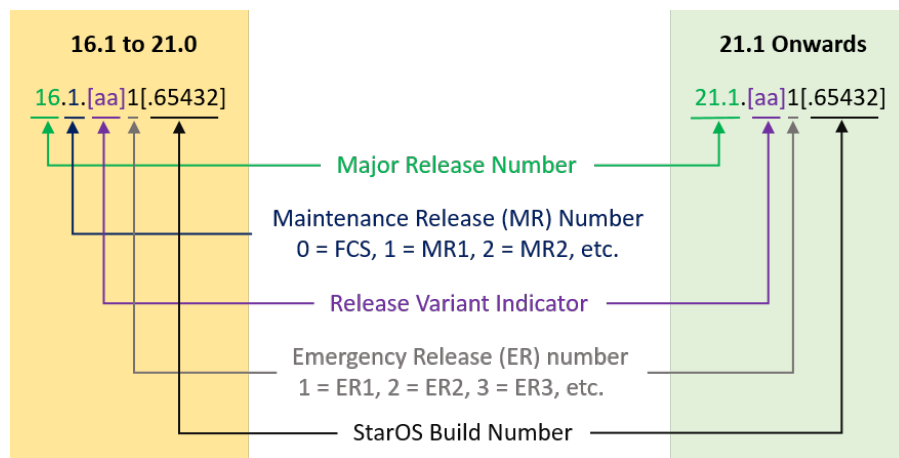 16.1 to 21.0
21.1 Onwards
16.1.[aa]1[.65432]
21.1.[aa]1[.65432]
Major Release Number
Maintenance Release (MR) Number
0 = FCS, 1 = MR1, 2 = MR2, etc.
Release Variant Indicator
Emergency Release (ER) number
1 = ER1, 2 = ER2, 3 = ER3, etc.
StarOS Build Number